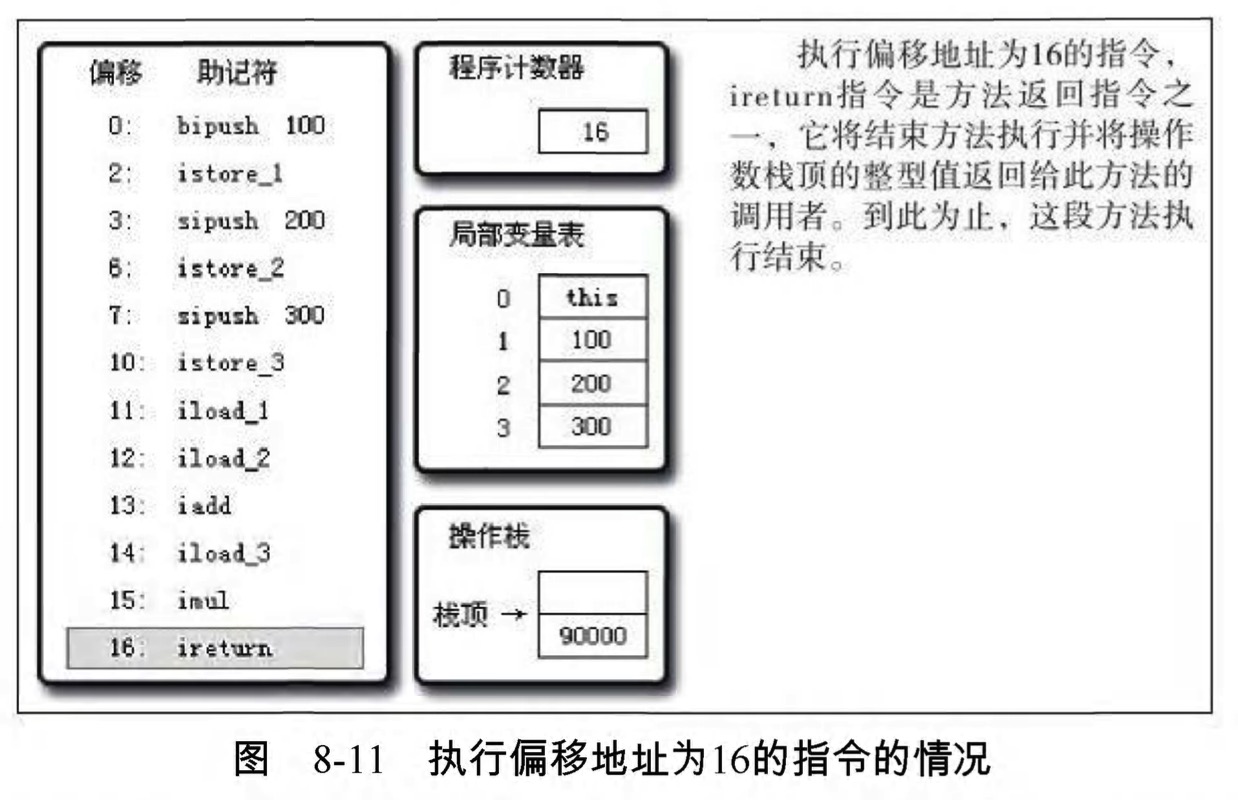 偏移 助记符
0: bipush 100
2: istore_1
3: sipush 200
6: istore_2
7: sipush 300
10: istore_3
11: iload_1
12: iload_2
13: iadd
14: iload_3
15: imul
16: ireturn
程序计数器
16
局部变量表
0 this
1 100
2 200
3 300
操作栈
栈顶 →
90000
执行偏移地址为16的指令，
ireturn指令是方法返回指令之
一，它将结束方法执行并将操作
数栈顶的整型值返回给此方法的
调用者。到此为止，这段方法执
行结束。
图 8-11 执行偏移地址为16的指令的情况